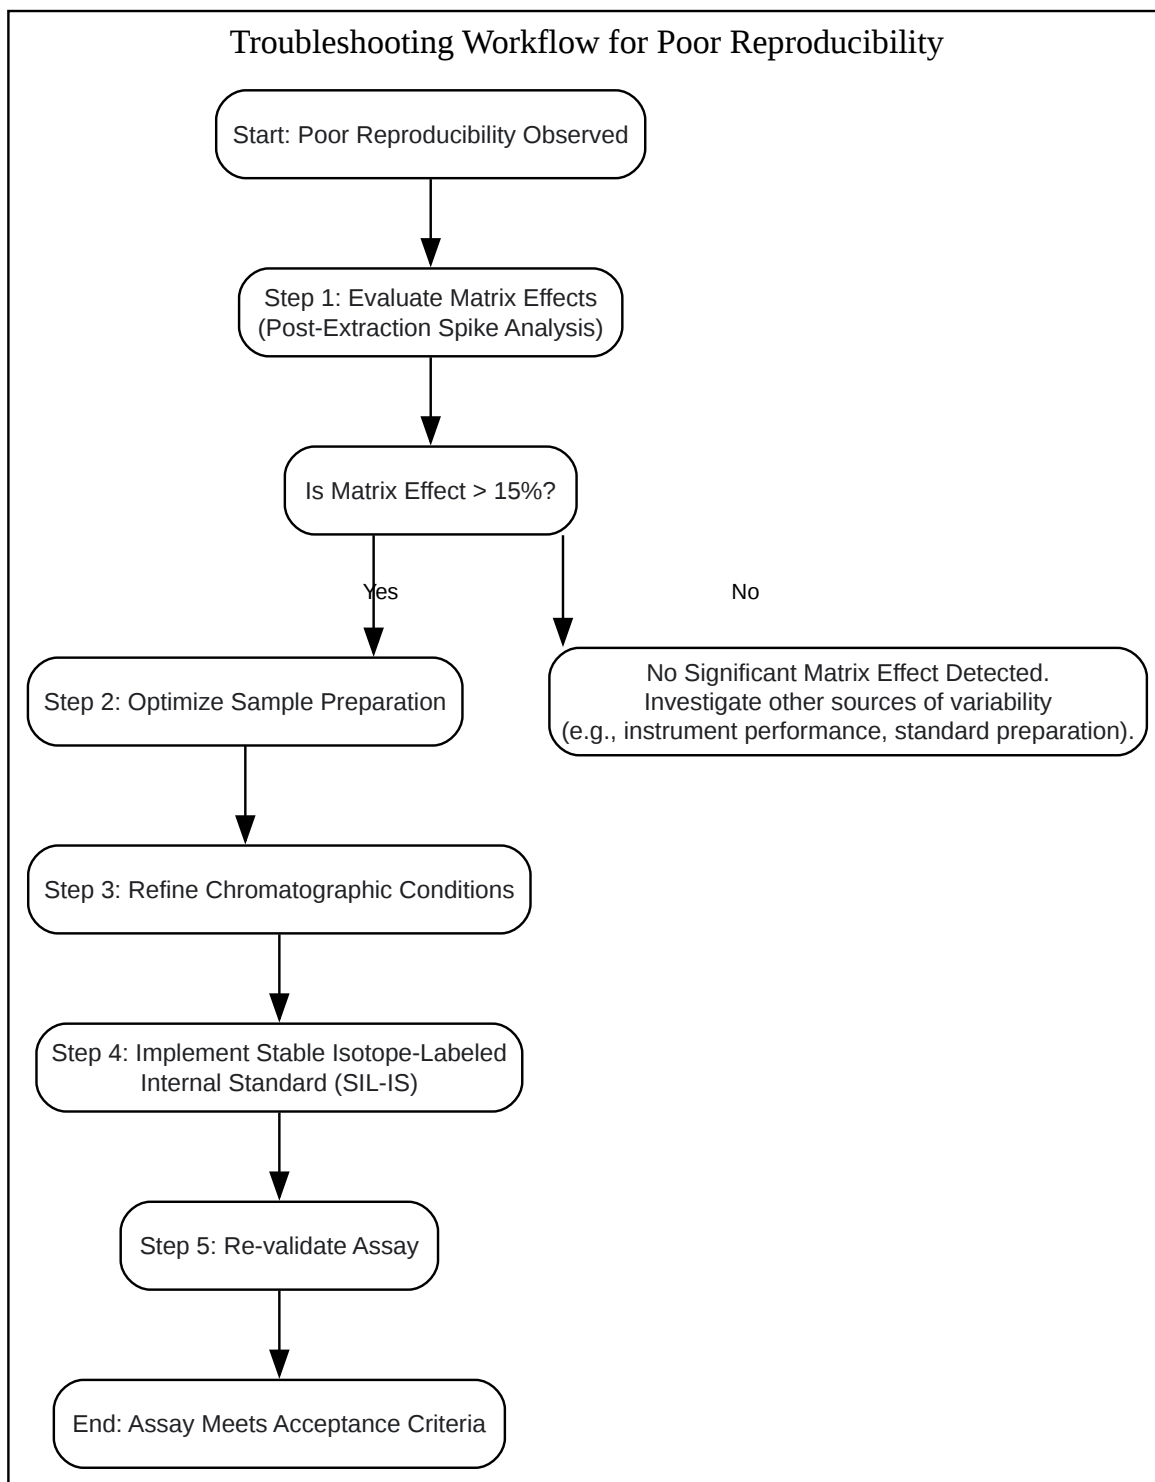 Troubleshooting Workflow for Poor Reproducibility
Start: Poor Reproducibility Observed
Step 1: Evaluate Matrix Effects
(Post-Extraction Spike Analysis)
Is Matrix Effect > 15%?
Yes
No
Step 2: Optimize Sample Preparation
No Significant Matrix Effect Detected.
Investigate other sources of variability
(e.g., instrument performance, standard preparation).
Step 3: Refine Chromatographic Conditions
Step 4: Implement Stable Isotope-Labeled
Internal Standard (SIL-IS)
Step 5: Re-validate Assay
End: Assay Meets Acceptance Criteria